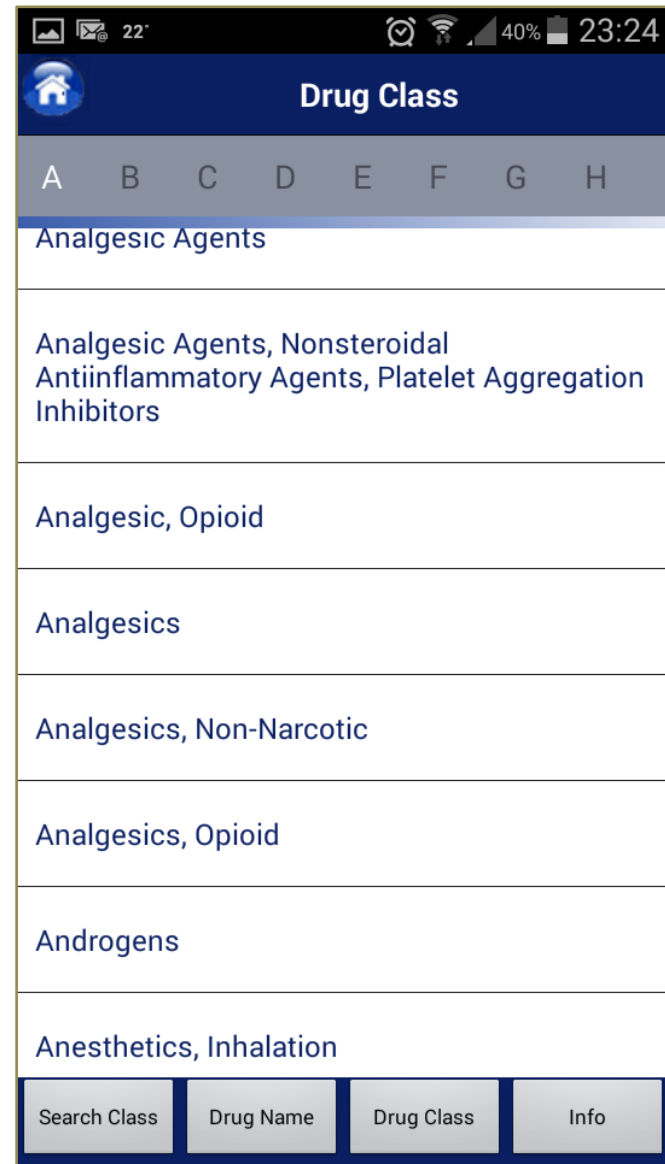 22°
40%
23:24
Drug Class
A B C D E F G H
Analgesic Agents
Analgesic Agents, Nonsteroidal
Antiinflammatory Agents, Platelet Aggregation
Inhibitors
Analgesic, Opioid
Analgesics
Analgesics, Non-Narcotic
Analgesics, Opioid
Androgens
Anesthetics, Inhalation
Search Class
Drug Name
Drug Class
Info